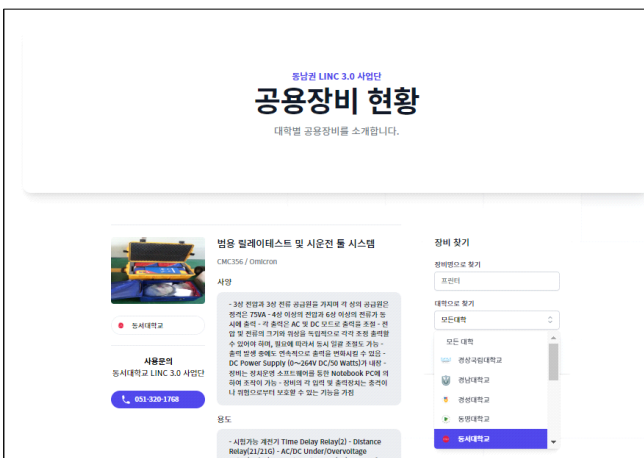 동남권 LINC 3.0 사업단
공용장비 현황
대학별 공용장비를 소개합니다.
범용 릴레이테스트 및 시운전 툴 시스템
CMC356 / Omicron
사양
- 3상 전압과 3상 전류 공급원을 가지며 각 상의 공급원은
정격은 75VA - 4상 이상의 전압과 6상 이상의 전류가 동
시에 출력 - 각 출력은 AC 및 DC 모드로 출력을 조절 - 전
압 및 전류의 크기와 위상을 독립적으로 각각 조정 출력할
수 있어야 하며, 필요에 따라서 동시 일괄 조절도 가능 -
출력 발생 중에도 연속적으로 출력을 변화시킬 수 있음 -
DC Power Supply (0~264V DC/50 Watts)가 내장 -
장비는 장치운영 소프트웨어를 통한 Notebook PC에 의
하여 조작이 가능 - 장비의 각 입력 및 출력장치는 충격이
나 위험으로부터 보호할 수 있는 기능을 가짐
용도
- 시험가능 계전기 Time Delay Relay(2) - Distance
Relay(21/21G) - AC/DC Under/Overvoltage
동서대학교
사용문의
동서대학교 LINC 3.0 사업단
051-320-1768
장비 찾기
장비명으로 찾기
프린터
대학으로 찾기
모든대학
모든 대학
경상국립대학교
경남대학교
경성대학교
동명대학교
동서대학교